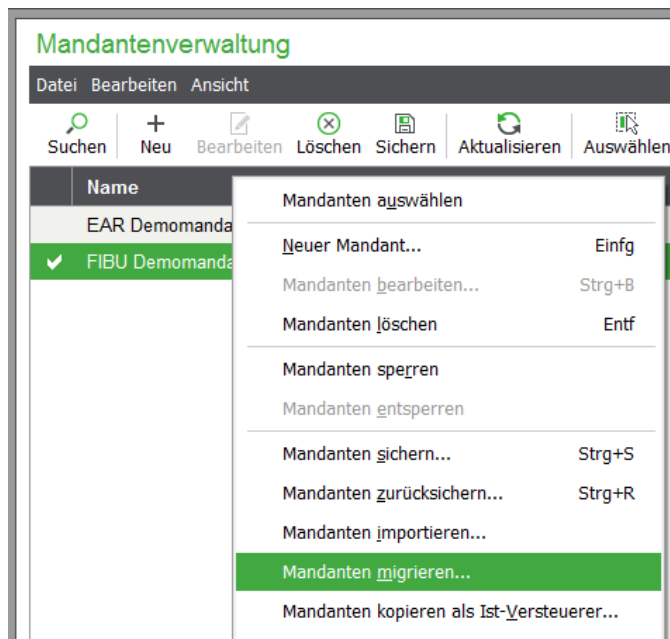 Mandantenverwaltung
Datei Bearbeiten Ansicht
Suchen Neu Bearbeiten Löschen Sichern Aktualisieren Auswählen
Name
EAR Demomanda
FIBU Demomanda
Mandanten auswählen
Neuer Mandant... Einfg
Mandanten bearbeiten... Strg+B
Mandanten löschen Entf
Mandanten sperren
Mandanten entsperren
Mandanten sichern... Strg+S
Mandanten zurücksichern... Strg+R
Mandanten importieren...
Mandanten migrieren...
Mandanten kopieren als Ist-Versteuerer...